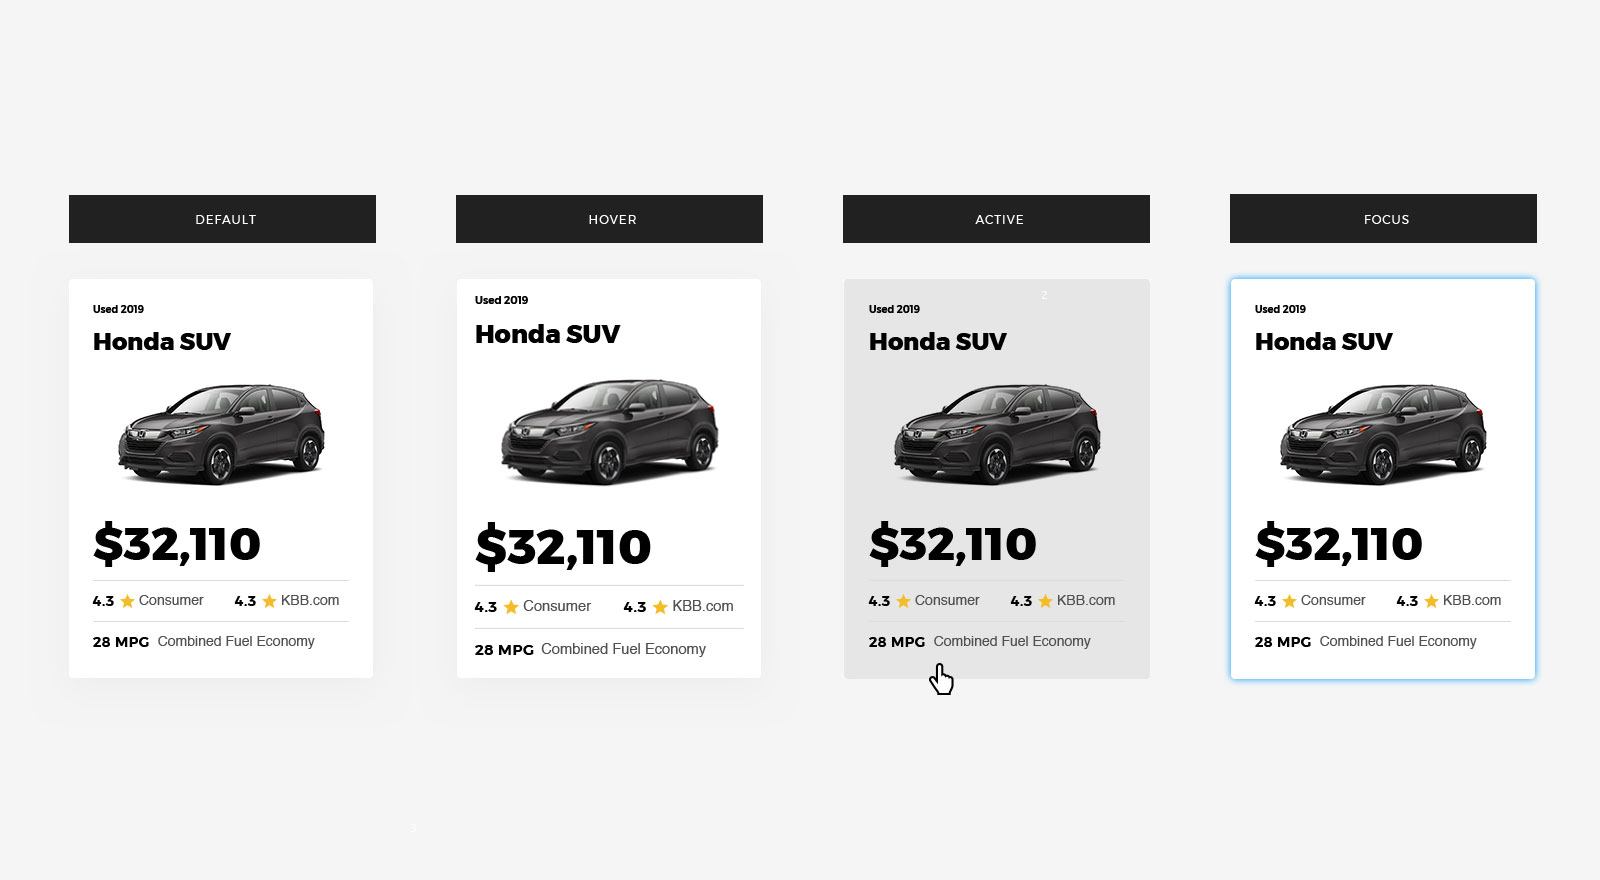 DEFAULT
HOVER
ACTIVE
FOCUS
Used 2019
Honda SUV
$32,110
4.3 Consumer 4.3 KBB.com
28 MPG Combined Fuel Economy
Used 2019
Honda SUV
$32,110
4.3 Consumer 4.3 KBB.com
28 MPG Combined Fuel Economy
2
Used 2019
Honda SUV
$32,110
4.3 Consumer 4.3 KBB.com
28 MPG Combined Fuel Economy
Used 2019
Honda SUV
$32,110
4.3 Consumer 4.3 KBB.com
28 MPG Combined Fuel Economy
3